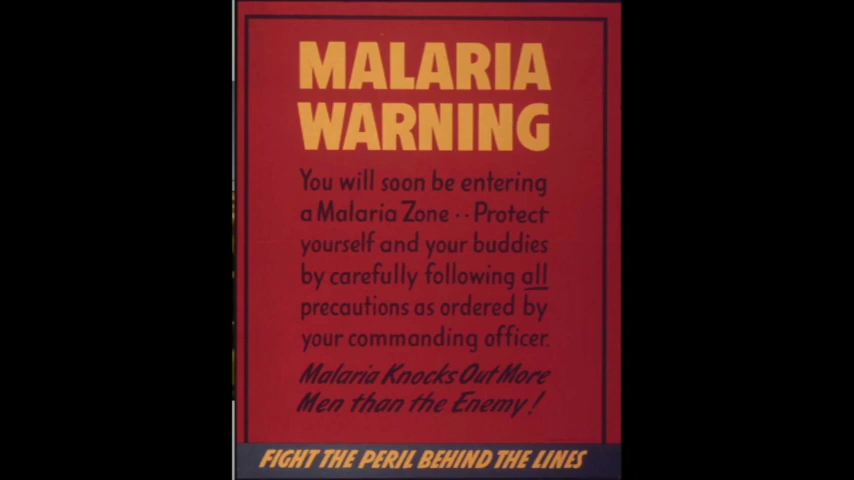 MALARIA
WARNING
You will soon be entering
a Malaria Zone·· Protect
yourself and your buddies
by carefully following all
precautions as ordered by
your commanding officer.
Malaria Knocks Out More
Men than the Enemy!
FIGHT THE PERIL BEHIND THE LINES